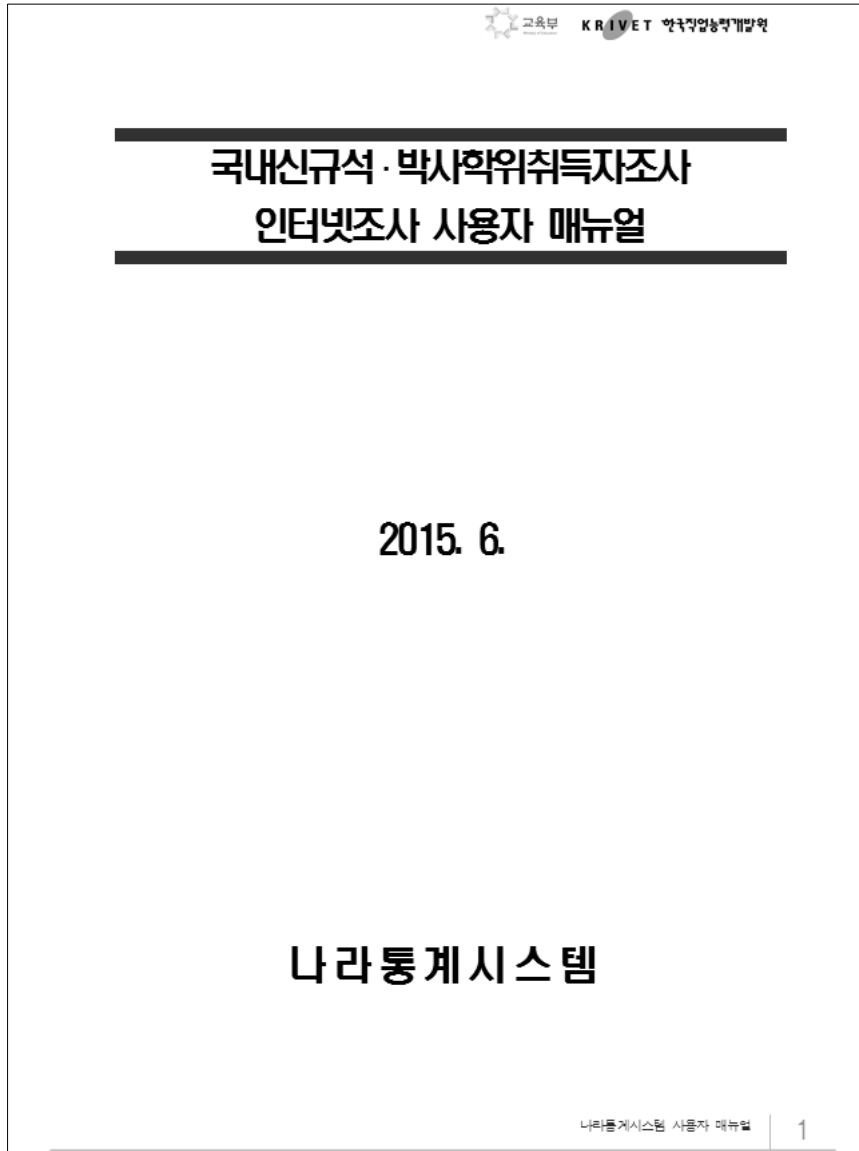 교육부 KRIVET 한국직업능력개발원
국내신규석·박사학위취득자조사
인터넷조사 사용자 매뉴얼
2015. 6.
나라통계시스템
나라통계시스템 사용자 매뉴얼 1